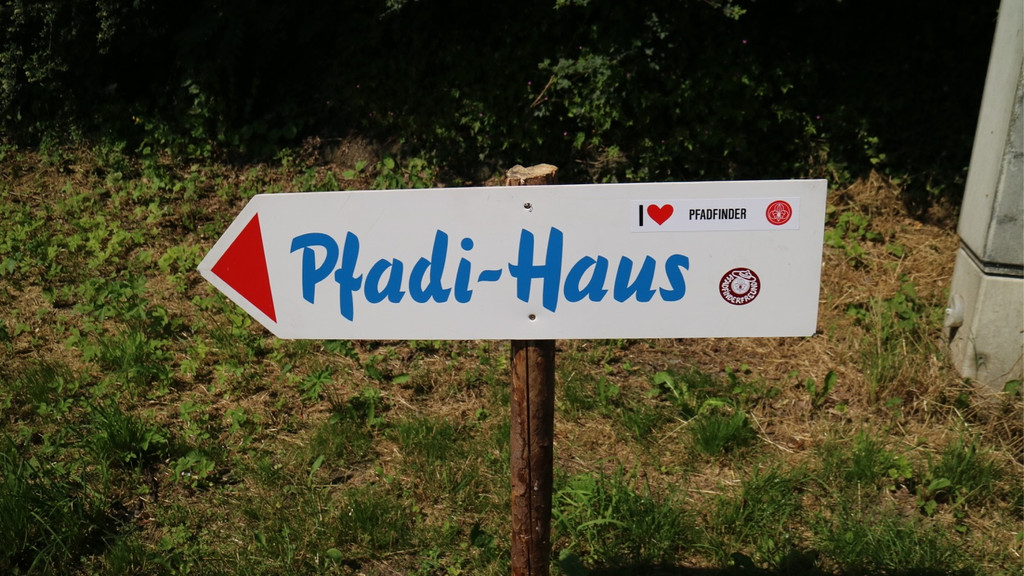 I ❤ PFADFINDER
Pfadi-Haus